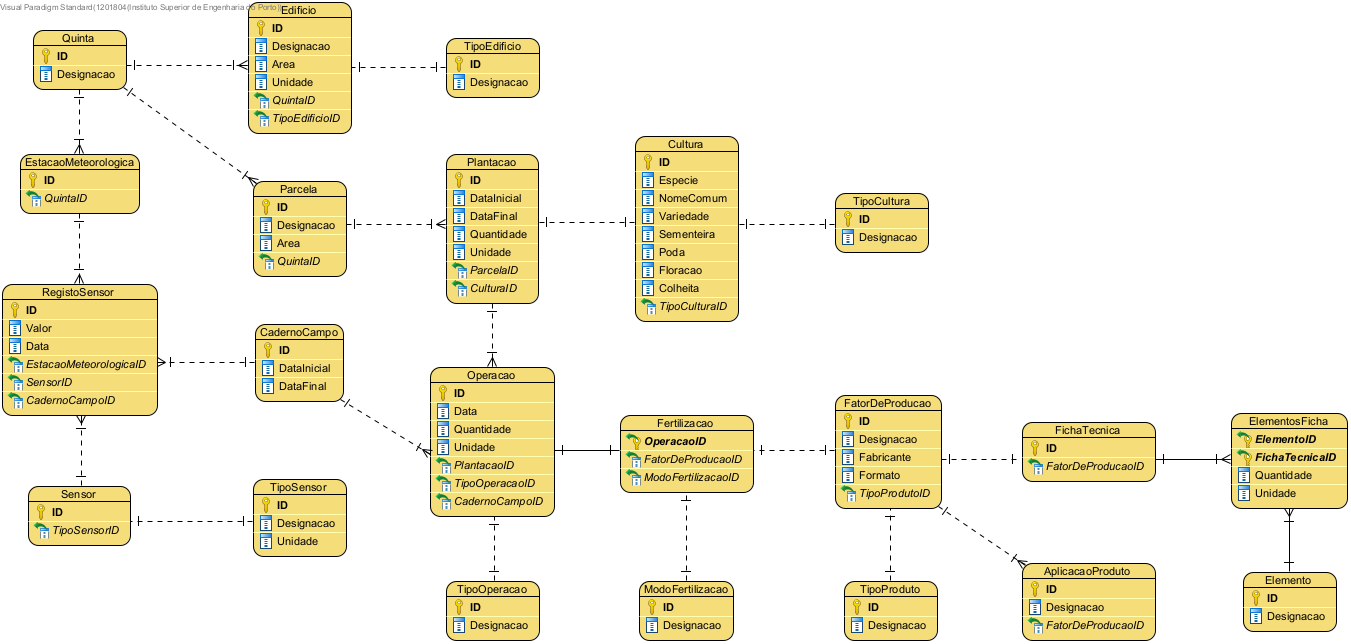 Visual Paradigm Standard(1201804(Instituto Superior de Engenharia do Porto))
Quinta
ID
Designacao
Edificio
ID
Designacao
Area
Unidade
QuintaID
TipoEdificioID
TipoEdificio
ID
Designacao
EstacaoMeteorologica
ID
QuintaID
Parcela
ID
Designacao
Area
QuintaID
Plantacao
ID
DataInicial
DataFinal
Quantidade
Unidade
ParcelaID
CulturaID
Cultura
ID
Especie
NomeComum
Variedade
Sementeira
Poda
Floracao
Colheita
TipoCulturaID
TipoCultura
ID
Designacao
RegistoSensor
ID
Valor
Data
EstacaoMeteorologicaID
SensorID
CadernoCampoID
CadernoCampo
ID
DataInicial
DataFinal
Operacao
ID
Data
Quantidade
Unidade
PlantacaoID
TipoOperacaoID
CadernoCampoID
Fertilizacao
OperacaoID
FatorDeProducaoID
ModoFertilizacaoID
FatorDeProducao
ID
Designacao
Fabricante
Formato
TipoProdutoID
FichaTecnica
ID
FatorDeProducaoID
ElementosFicha
ElementoID
FichaTecnicaID
Quantidade
Unidade
Sensor
ID
TipoSensorID
TipoSensor
ID
Designacao
Unidade
TipoOperacao
ID
Designacao
ModoFertilizacao
ID
Designacao
TipoProduto
ID
Designacao
AplicacaoProduto
ID
Designacao
FatorDeProducaoID
Elemento
ID
Designacao